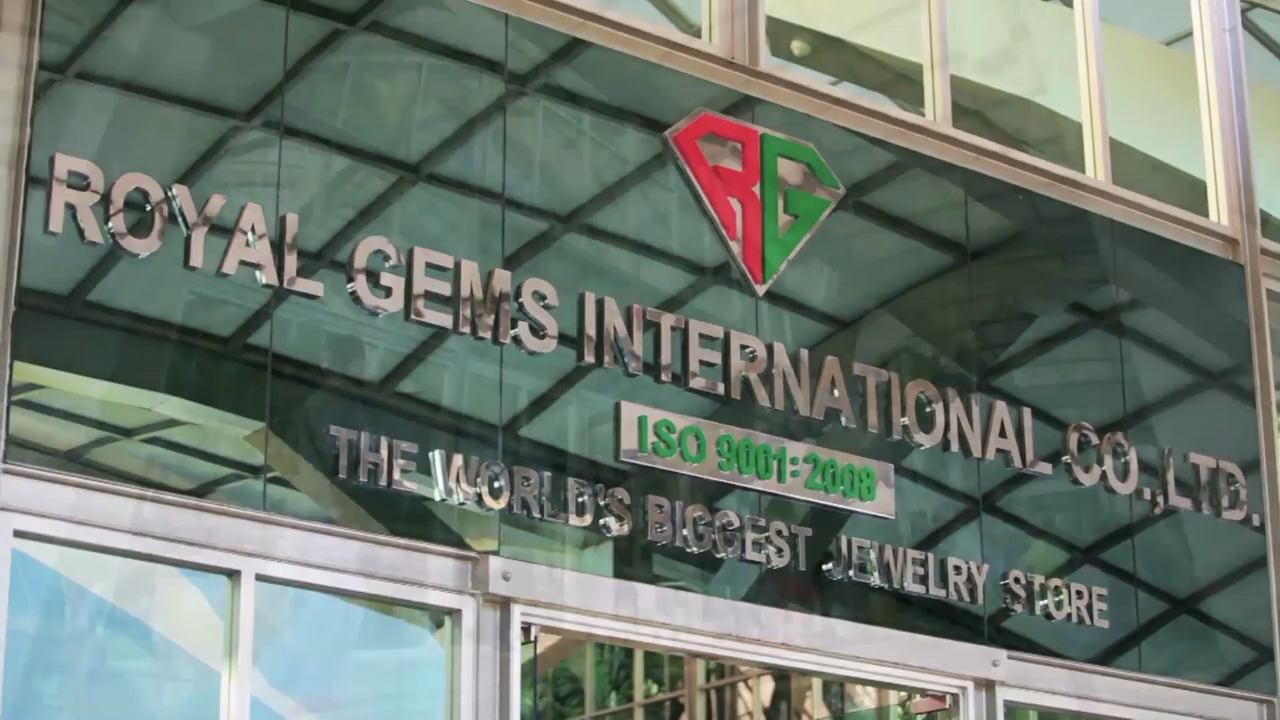 RG
ROYAL GEMS INTERNATIONAL CO.,LTD.
ISO 9001:2008
THE WORLD'S BIGGEST JEWELRY STORE